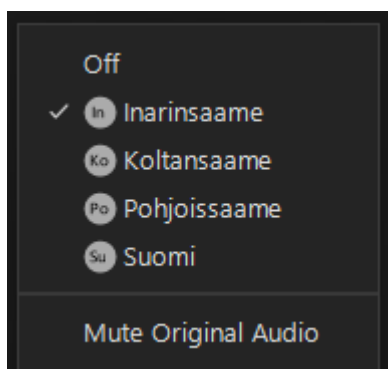 Off
In Inarinsaame
Ko Koltansaame
Po Pohjoissaame
Su Suomi
Mute Original Audio